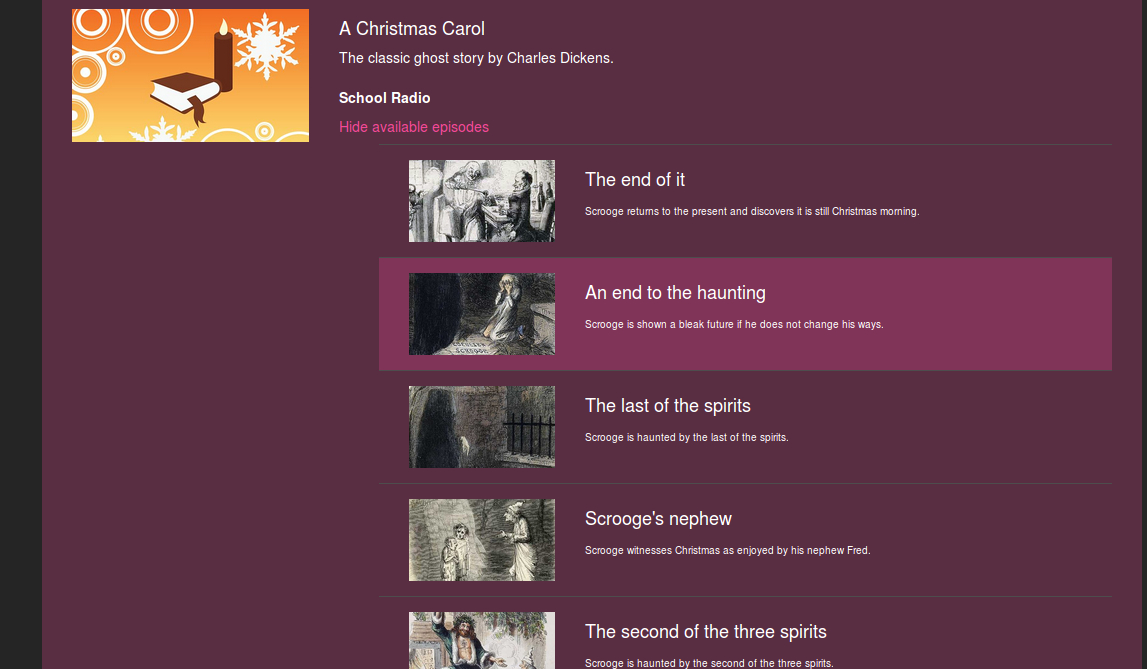 A Christmas Carol
The classic ghost story by Charles Dickens.
School Radio
Hide available episodes
The end of it
Scrooge returns to the present and discovers it is still Christmas morning.
An end to the haunting
Scrooge is shown a bleak future if he does not change his ways.
SCROOGE
The last of the spirits
Scrooge is haunted by the last of the spirits.
Scrooge's nephew
Scrooge witnesses Christmas as enjoyed by his nephew Fred.
The second of the three spirits
Scrooge is haunted by the second of the three spirits.